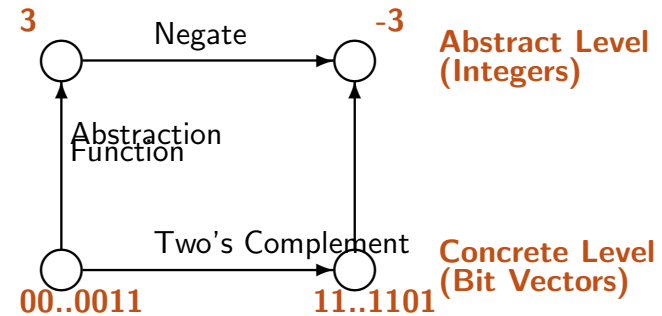 3
Negate
-3
Abstract Level
(Integers)
Abstraction
Function
Two's Complement
Concrete Level
(Bit Vectors)
00..0011
11..1101